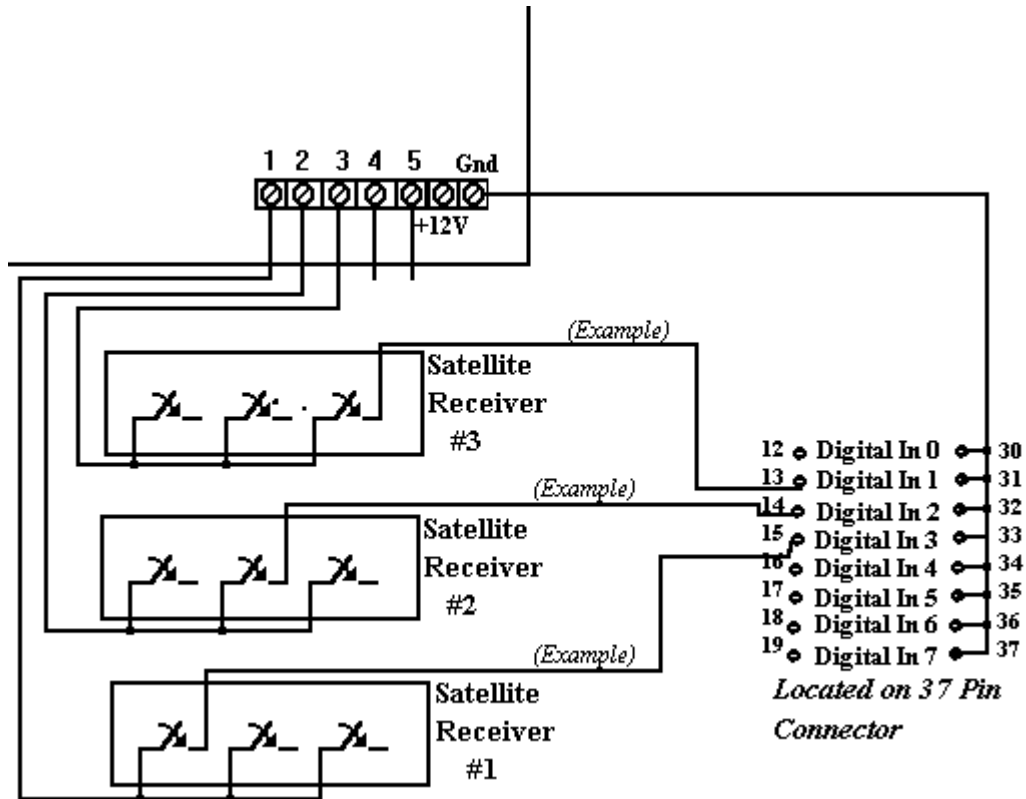 1 2 3 4 5 Gnd
+12V
(Example)
Satellite
Receiver
#3
12 Digital In 0 30
13 Digital In 1 31
(Example)
14 Digital In 2 32
Satellite
15 Digital In 3 33
Receiver
16 Digital In 4 34
#2
17 Digital In 5 35
18 Digital In 6 36
19 Digital In 7 37
(Example)
Located on 37 Pin
Connector
Satellite
Receiver
#1